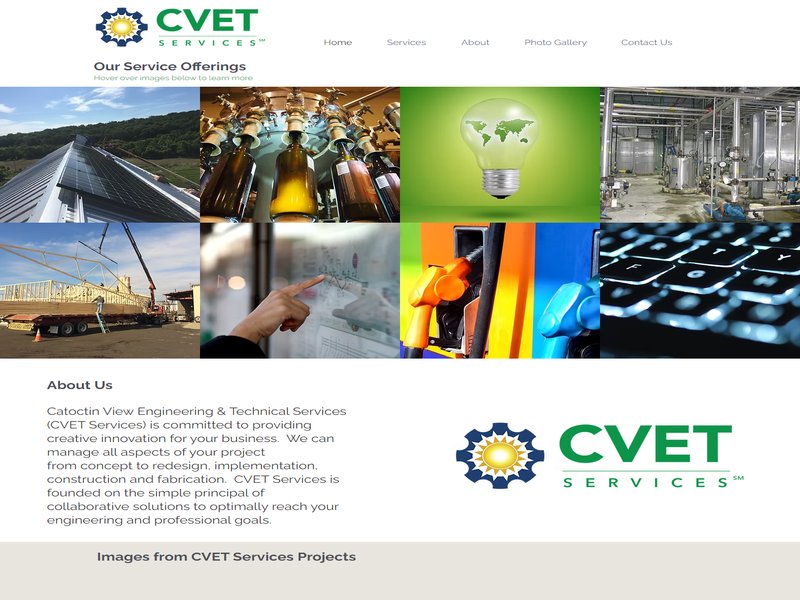 CVET
SERVICES℠
Home Services About Photo Gallery Contact Us
Our Service Offerings
Hover over images below to learn more
F T Y
About Us
Catoctin View Engineering & Technical Services
(CVET Services) is committed to providing
creative innovation for your business. We can
manage all aspects of your project
from concept to redesign, implementation,
construction and fabrication. CVET Services is
founded on the simple principal of
collaborative solutions to optimally reach your
engineering and professional goals.
CVET
SERVICES℠
Images from CVET Services Projects